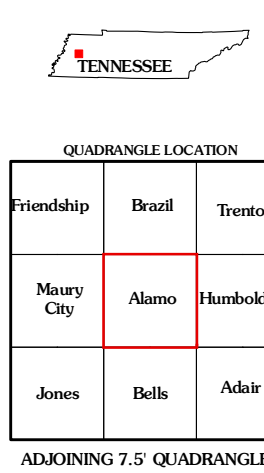 TENNESSEE
QUADRANGLE LOCATION
Friendship Brazil Trento
Maury
City
Alamo Humbold
Jones Bells Adair
ADJOINING 7.5' QUADRANGLE